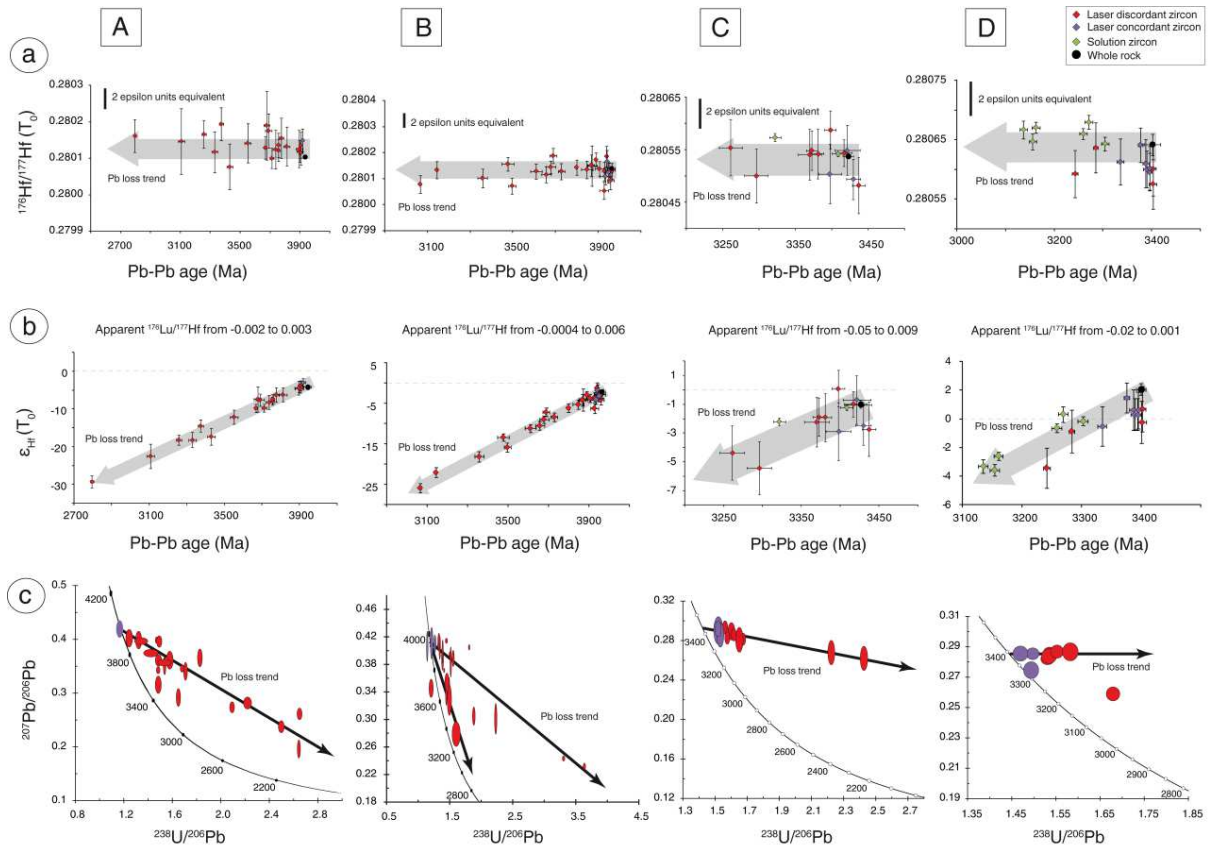 A
B
C
D
Laser discordant zircon
Laser concordant zircon
Solution zircon
Whole rock
a
¹⁷⁶Hf/¹⁷⁷Hf (T₀)
0.2803
0.2802
0.2801
0.2800
0.2799
2 epsilon units equivalent
Pb loss trend
2700 3100 3500 3900
Pb-Pb age (Ma)
0.2804
0.2803
0.2802
0.2801
0.2800
0.2799
2 epsilon units equivalent
Pb loss trend
3100 3500 3900
Pb-Pb age (Ma)
0.28065
0.28055
0.28045
2 epsilon units equivalent
Pb loss trend
3250 3350 3450
Pb-Pb age (Ma)
0.28075
0.28065
0.28055
2 epsilon units equivalent
Pb loss trend
3000 3200 3400
Pb-Pb age (Ma)
b
Apparent ¹⁷⁶Lu/¹⁷⁷Hf from -0.002 to 0.003
εHf(T₀)
0
-10
-20
-30
Pb loss trend
2700 3100 3500 3900
Pb-Pb age (Ma)
Apparent ¹⁷⁶Lu/¹⁷⁷Hf from -0.0004 to 0.006
5
-5
-15
-25
Pb loss trend
3100 3500 3900
Pb-Pb age (Ma)
Apparent ¹⁷⁶Lu/¹⁷⁷Hf from -0.05 to 0.009
1
-1
-3
-5
-7
Pb loss trend
3250 3350 3450
Pb-Pb age (Ma)
Apparent ¹⁷⁶Lu/¹⁷⁷Hf from -0.02 to 0.001
4
2
0
-2
-4
-6
Pb loss trend
3100 3200 3300 3400
Pb-Pb age (Ma)
c
²⁰⁷Pb/²⁰⁶Pb
0.5
0.4
0.3
0.2
0.1
4200
3800
3400
3000
2600
2200
Pb loss trend
0.8 1.2 1.6 2.0 2.4 2.8
²³⁸U/²⁰⁶Pb
0.46
0.42
0.38
0.34
0.30
0.26
0.22
0.18
4000
3600
3200
2800
Pb loss trend
0.5 1.5 2.5 3.5 4.5
²³⁸U/²⁰⁶Pb
0.32
0.28
0.24
0.20
0.16
0.12
3400
3200
3000
2800
2600
2400
2200
Pb loss trend
1.3 1.5 1.7 1.9 2.1 2.3 2.5 2.7
²³⁸U/²⁰⁶Pb
0.31
0.29
0.27
0.25
0.23
0.21
0.19
3400
3300
3200
3100
3000
2900
2800
Pb loss trend
1.35 1.45 1.55 1.65 1.75 1.85
²³⁸U/²⁰⁶Pb